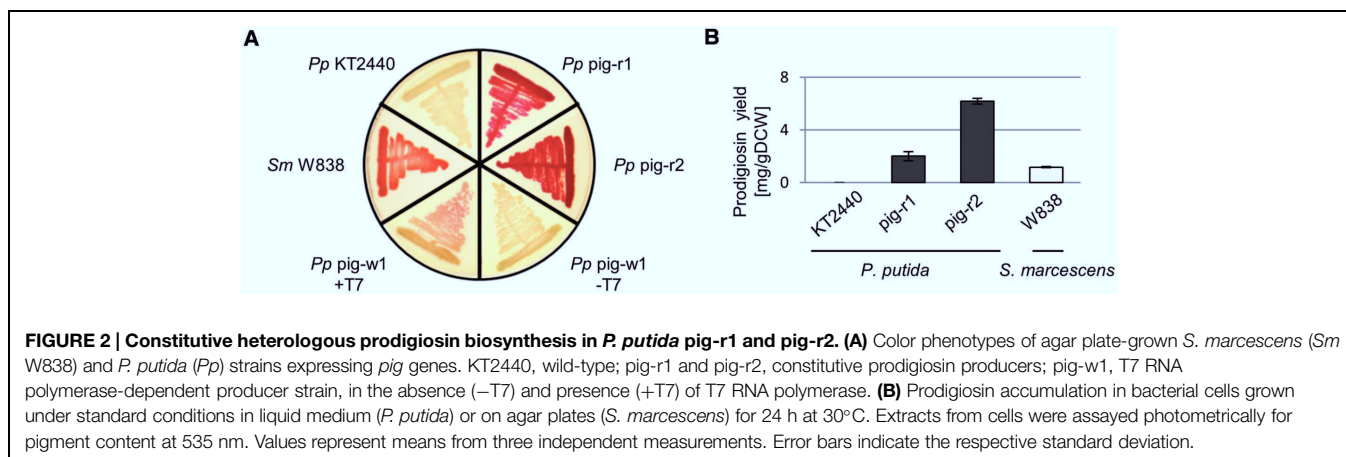 A
Pp KT2440
Pp pig-r1
Sm W838
Pp pig-r2
Pp pig-w1
+T7
Pp pig-w1
-T7
B
Prodigiosin yield
[mg/gDCW]
8
4
0
KT2440
pig-r1
pig-r2
W838
P. putida
S. marcescens
FIGURE 2 | Constitutive heterologous prodigiosin biosynthesis in P. putida pig-r1 and pig-r2. (A) Color phenotypes of agar plate-grown S. marcescens (Sm
W838) and P. putida (Pp) strains expressing pig genes. KT2440, wild-type; pig-r1 and pig-r2, constitutive prodigiosin producers; pig-w1, T7 RNA
polymerase-dependent producer strain, in the absence (−T7) and presence (+T7) of T7 RNA polymerase. (B) Prodigiosin accumulation in bacterial cells grown
under standard conditions in liquid medium (P. putida) or on agar plates (S. marcescens) for 24 h at 30°C. Extracts from cells were assayed photometrically for
pigment content at 535 nm. Values represent means from three independent measurements. Error bars indicate the respective standard deviation.